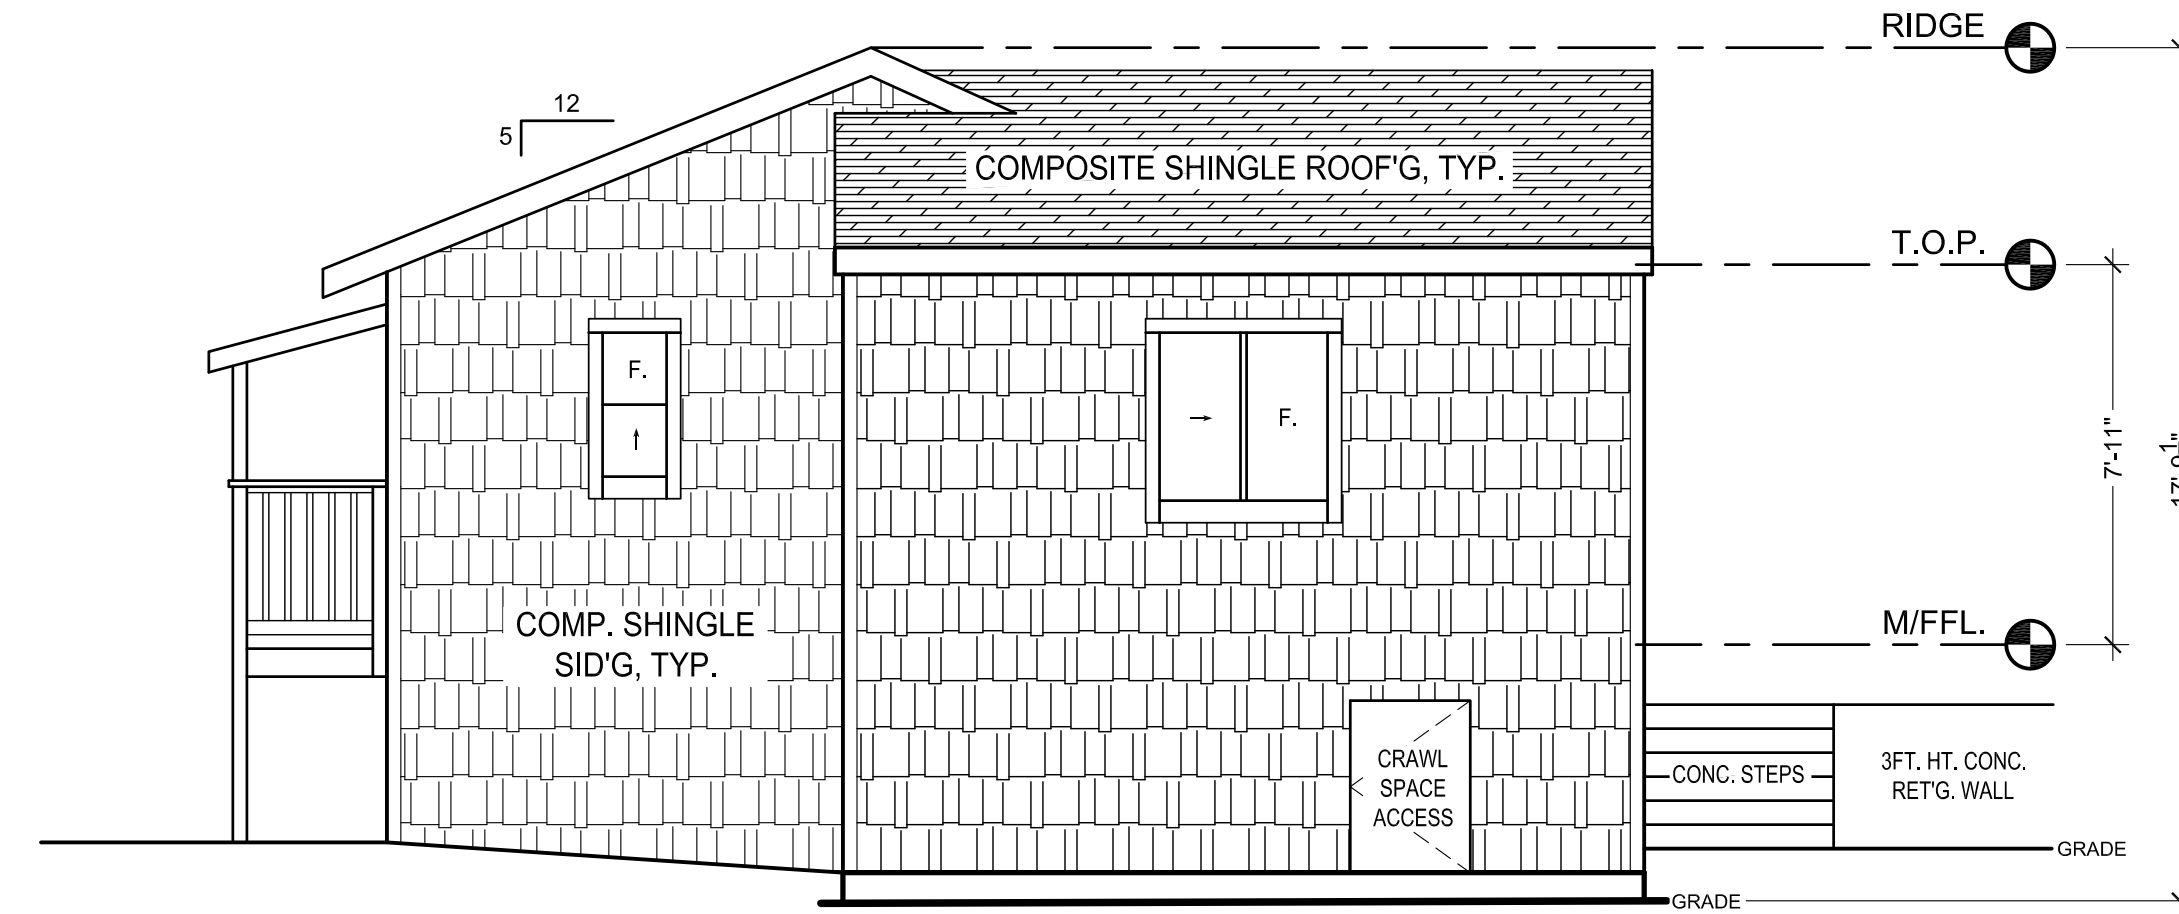 RIDGE
12
5
COMPOSITE SHINGLE ROOF'G, TYP.
T.O.P.
F.
F.
7'-11"
COMP. SHINGLE
SID'G, TYP.
M/FFL.
CRAWL
SPACE
ACCESS
CONC. STEPS
3FT. HT. CONC.
RET'G. WALL
GRADE
GRADE